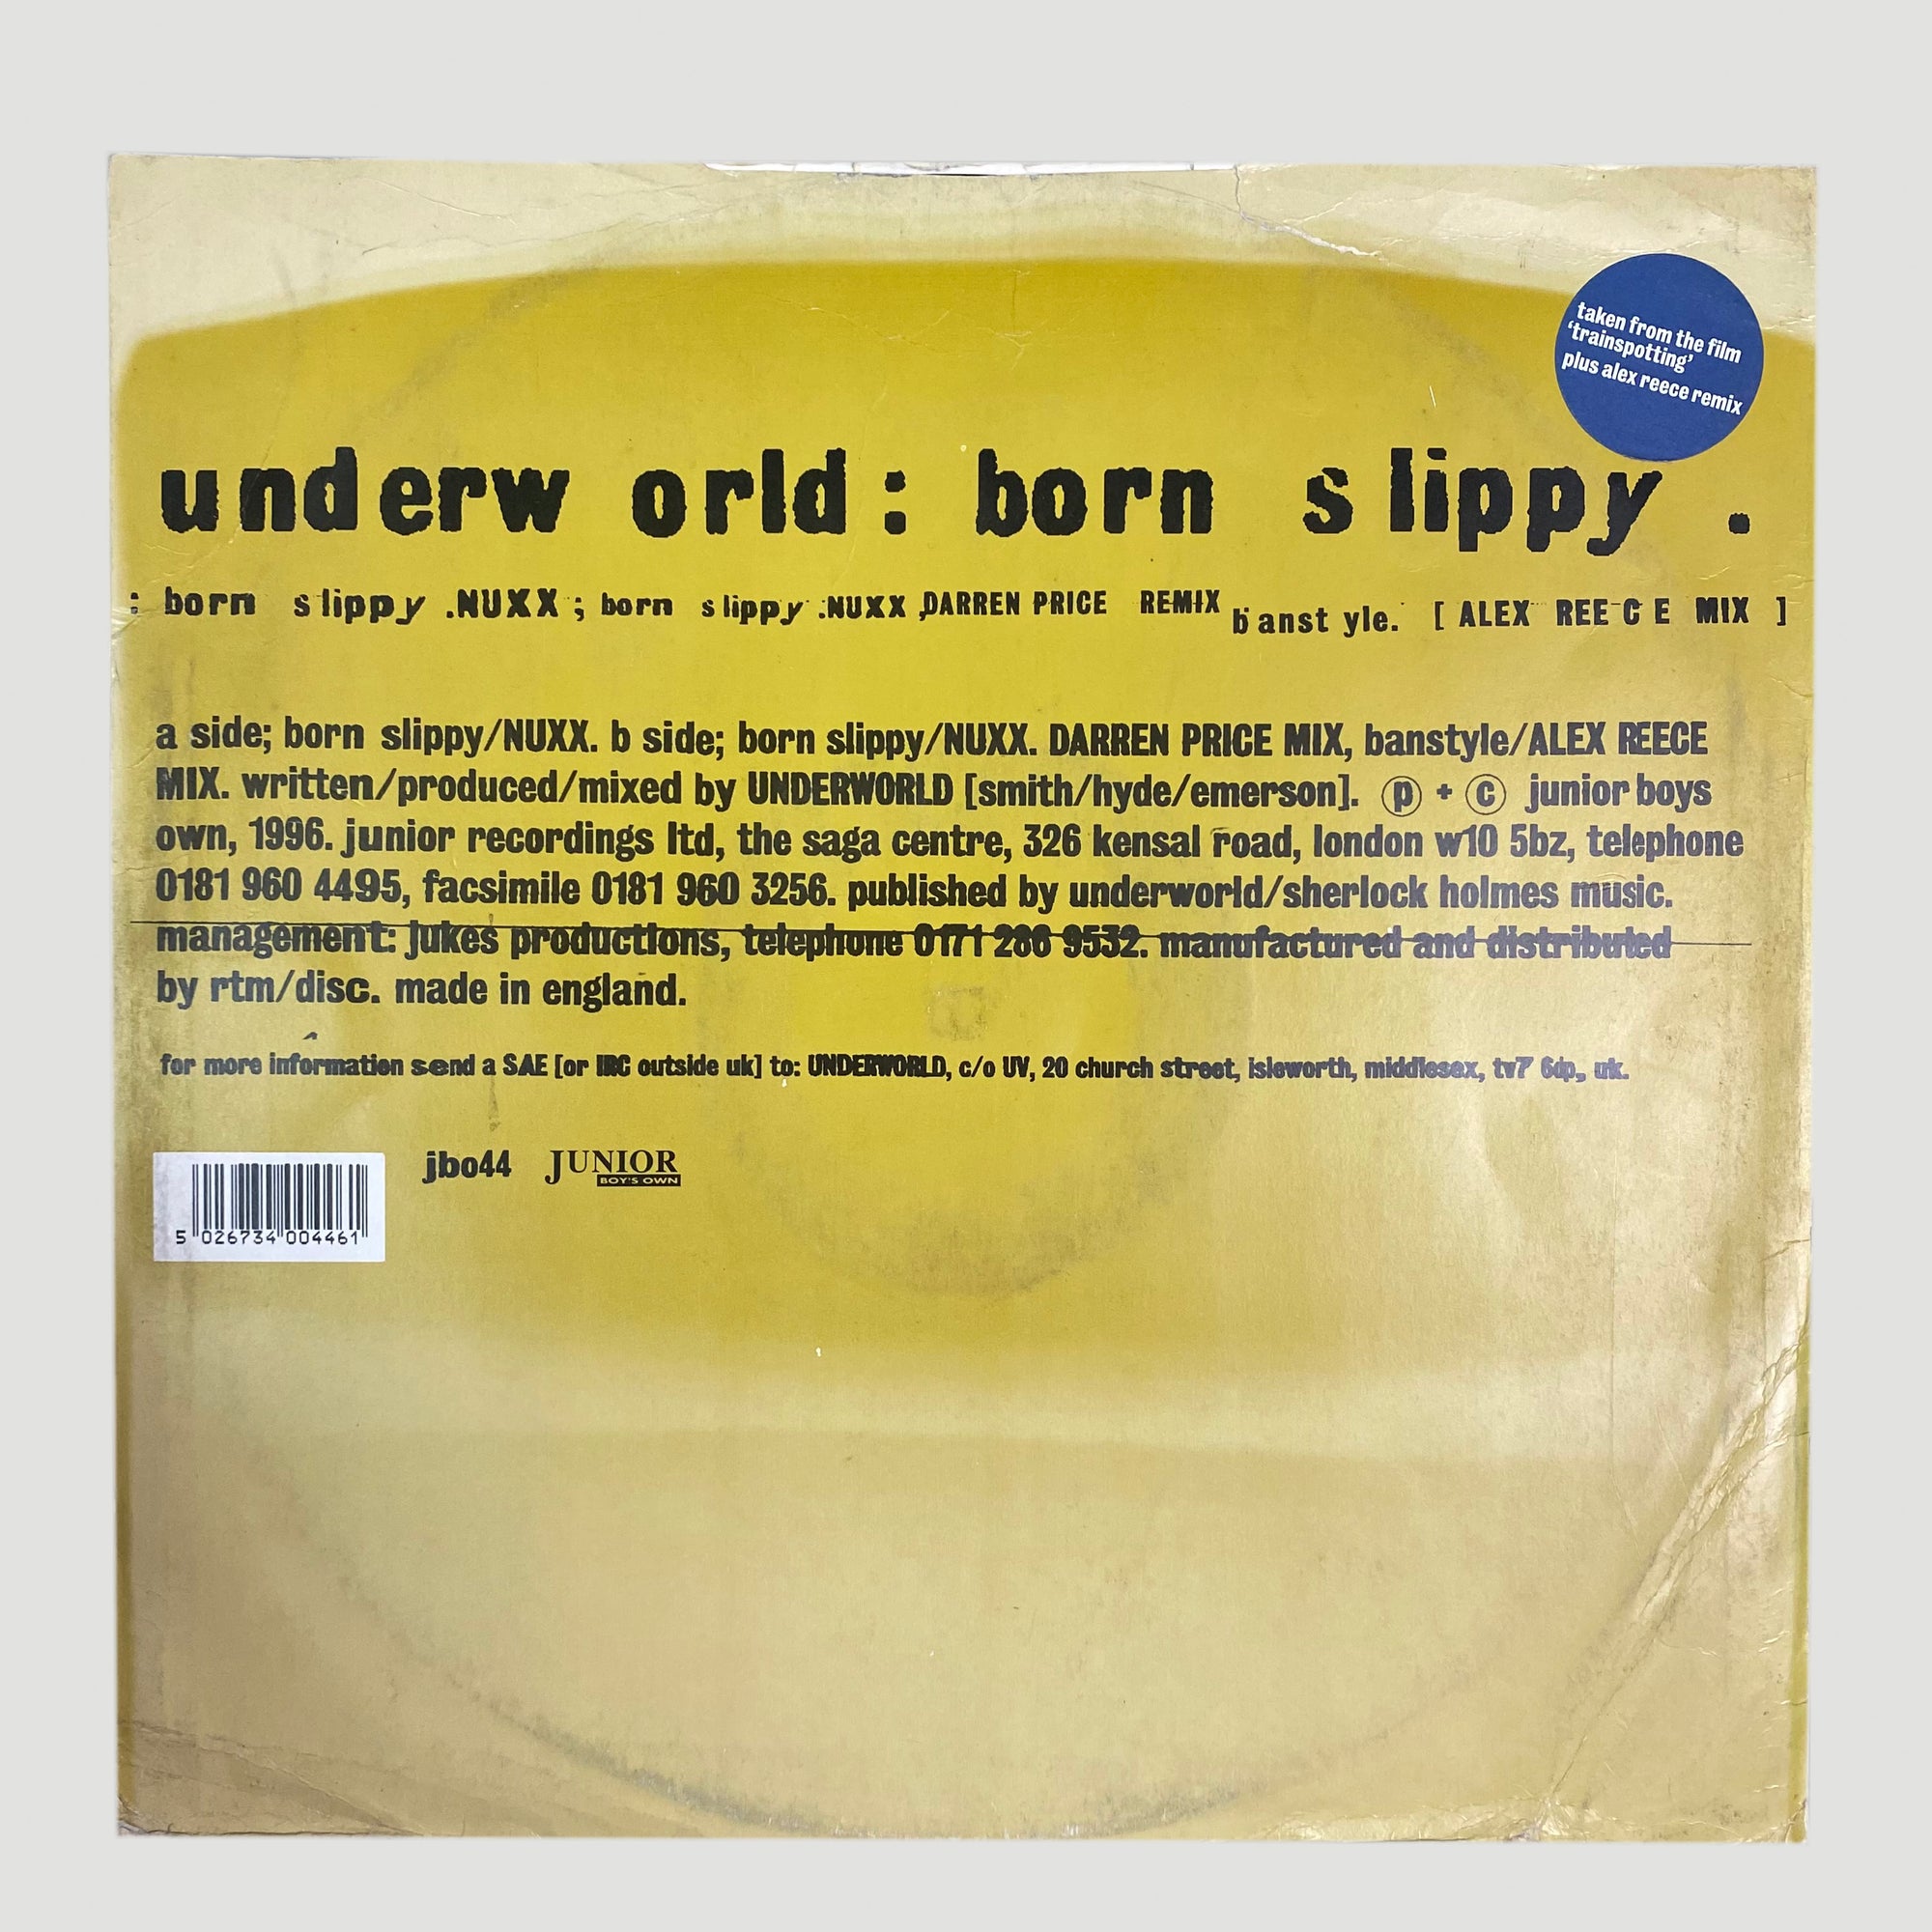 taken from the film
'trainspotting'
plus alex reece remix
underw orld: born slippy .
: born slippy .NUXX ; born slippy .NUXX ,DARREN PRICE REMIX banst yle. [ ALEX REECE MIX ]
a side; born slippy/NUXX. b side; born slippy/NUXX. DARREN PRICE MIX, banstyle/ALEX REECE
MIX. written/produced/mixed by UNDERWORLD [smith/hyde/emerson]. ⓟ + ⓒ junior boys
own, 1996. junior recordings ltd, the saga centre, 326 kensal road, london w10 5bz, telephone
0181 960 4495, facsimile 0181 960 3256. published by underworld/sherlock holmes music.
management: jukes productions, telephone 0171 286 9532. manufactured and distributed
by rtm/disc. made in england.
for more information send a SAE [or IRC outside uk] to: UNDERWORLD, c/o UV, 20 church street, isleworth, middlesex, tv7 6dp, uk.
jbo44 JUNIOR
BOY'S OWN
5 026734 004461